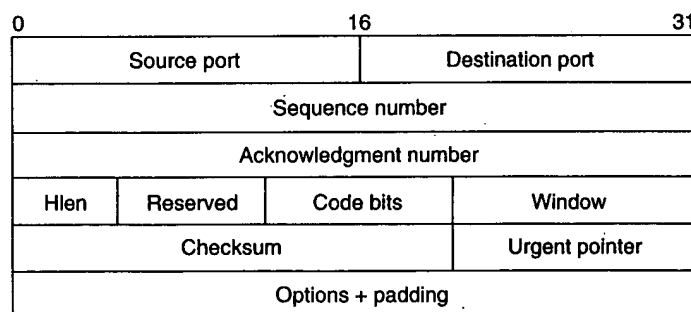 0 16 31
Source port Destination port
Sequence number
Acknowledgment number
Hlen Reserved Code bits Window
Checksum Urgent pointer
Options + padding